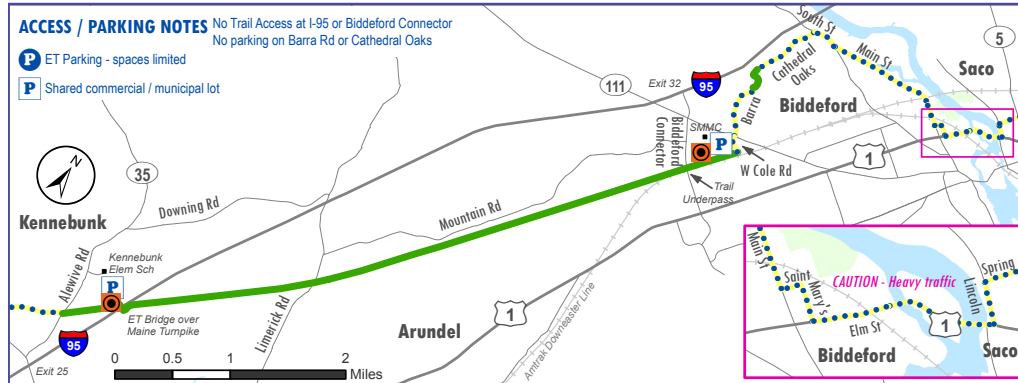 ACCESS / PARKING NOTES
No Trail Access at I-95 or Biddeford Connector
No parking on Barra Rd or Cathedral Oaks
P ET Parking - spaces limited
P Shared commercial / municipal lot
N
Kennebunk
35
Downing Rd
Alewive Rd
Kennebunk
Elem Sch
P
ET Bridge over
Maine Turnpike
95
Exit 25
0 0.5 1 2
Miles
Limerick Rd
Mountain Rd
Arundel
1
Amtrak Downeaster Line
Exit 32
95
111
Biddeford
Connector
SMMC
P
Trail
Underpass
W Cole Rd
Barra
Cathedral
Oaks
South St
Main St
Biddeford
1
5
Saco
Main St
Saint
Mary's
CAUTION - Heavy traffic
Elm St
1
Lincoln
Spring
Biddeford
Saco